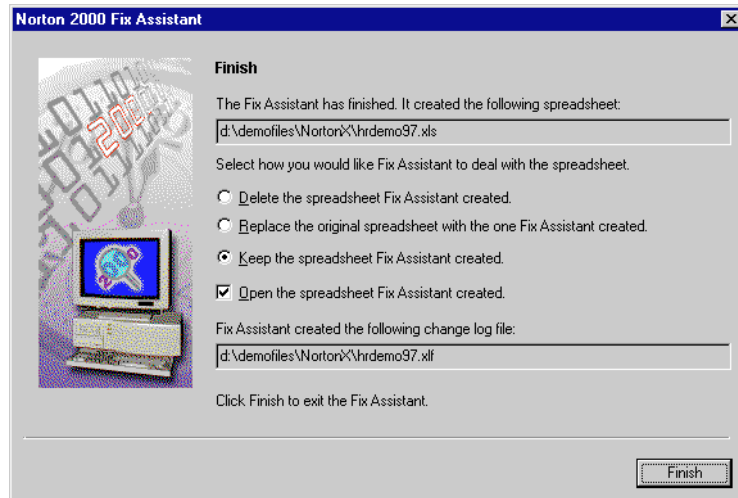 Norton 2000 Fix Assistant
Finish
The Fix Assistant has finished. It created the following spreadsheet:
d:\demofiles\NortonX\hrdemo97.xls
Select how you would like Fix Assistant to deal with the spreadsheet.
Delete the spreadsheet Fix Assistant created.
Replace the original spreadsheet with the one Fix Assistant created.
Keep the spreadsheet Fix Assistant created.
Open the spreadsheet Fix Assistant created.
Fix Assistant created the following change log file:
d:\demofiles\NortonX\hrdemo97.xlf
Click Finish to exit the Fix Assistant.
Finish